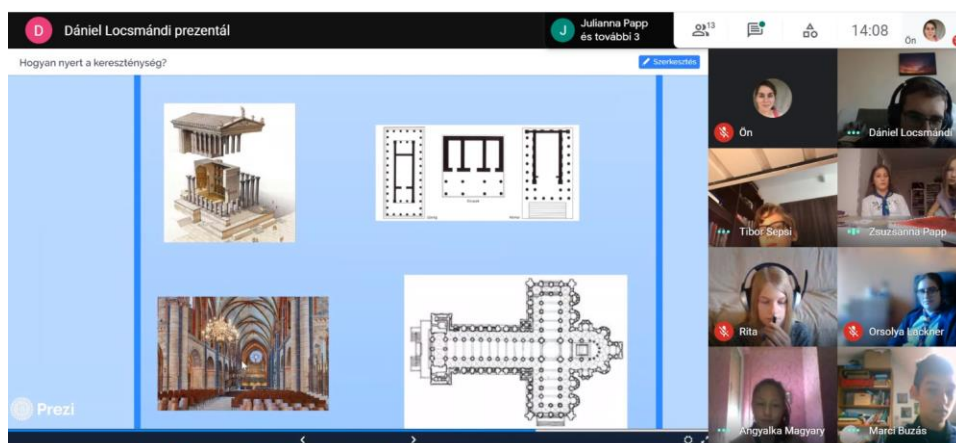 D
Dániel Locsmándi prezentál
J
Julianna Papp
és további 3
13
14:08
Ön
Hogyan nyert a kereszténység?
Szerkesztés
Ön
Dániel Locsmándi
Tibor Sepsi
Zsuzsanna Papp
Rita
Orsolya Lackner
Angyalka Magyary
Marci Buzás
Prezi